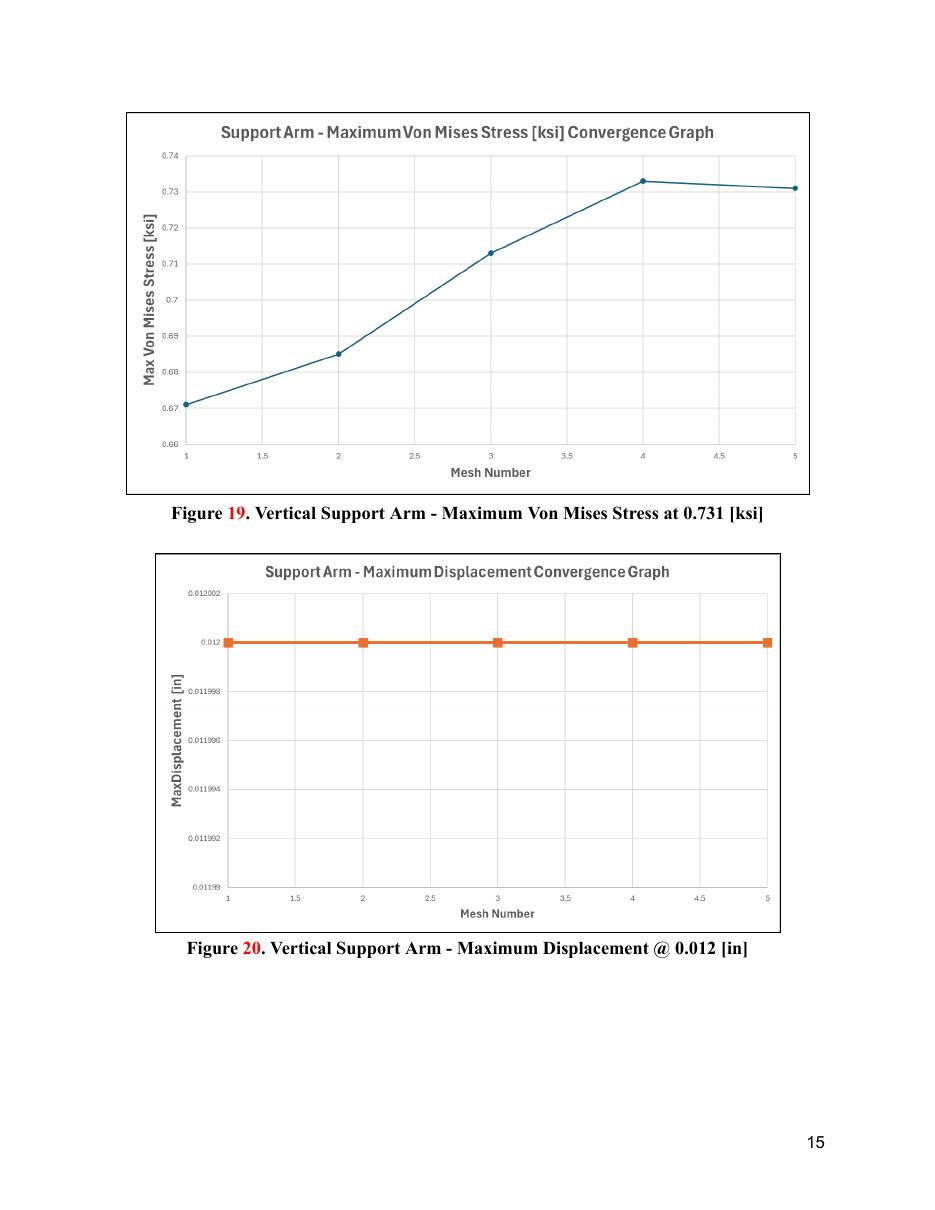 Support Arm - Maximum Von Mises Stress [ksi] Convergence Graph
Max Von Mises Stress [ksi]
0.74
0.73
0.72
0.71
0.7
0.69
0.68
0.67
0.66
1 1.5 2 2.5 3 3.5 4 4.5 5
Mesh Number
Figure 19. Vertical Support Arm - Maximum Von Mises Stress at 0.731 [ksi]
Support Arm - Maximum Displacement Convergence Graph
MaxDisplacement [in]
0.012002
0.012
0.011998
0.011996
0.011994
0.011992
0.01199
1 1.5 2 2.5 3 3.5 4 4.5 5
Mesh Number
Figure 20. Vertical Support Arm - Maximum Displacement @ 0.012 [in]
15